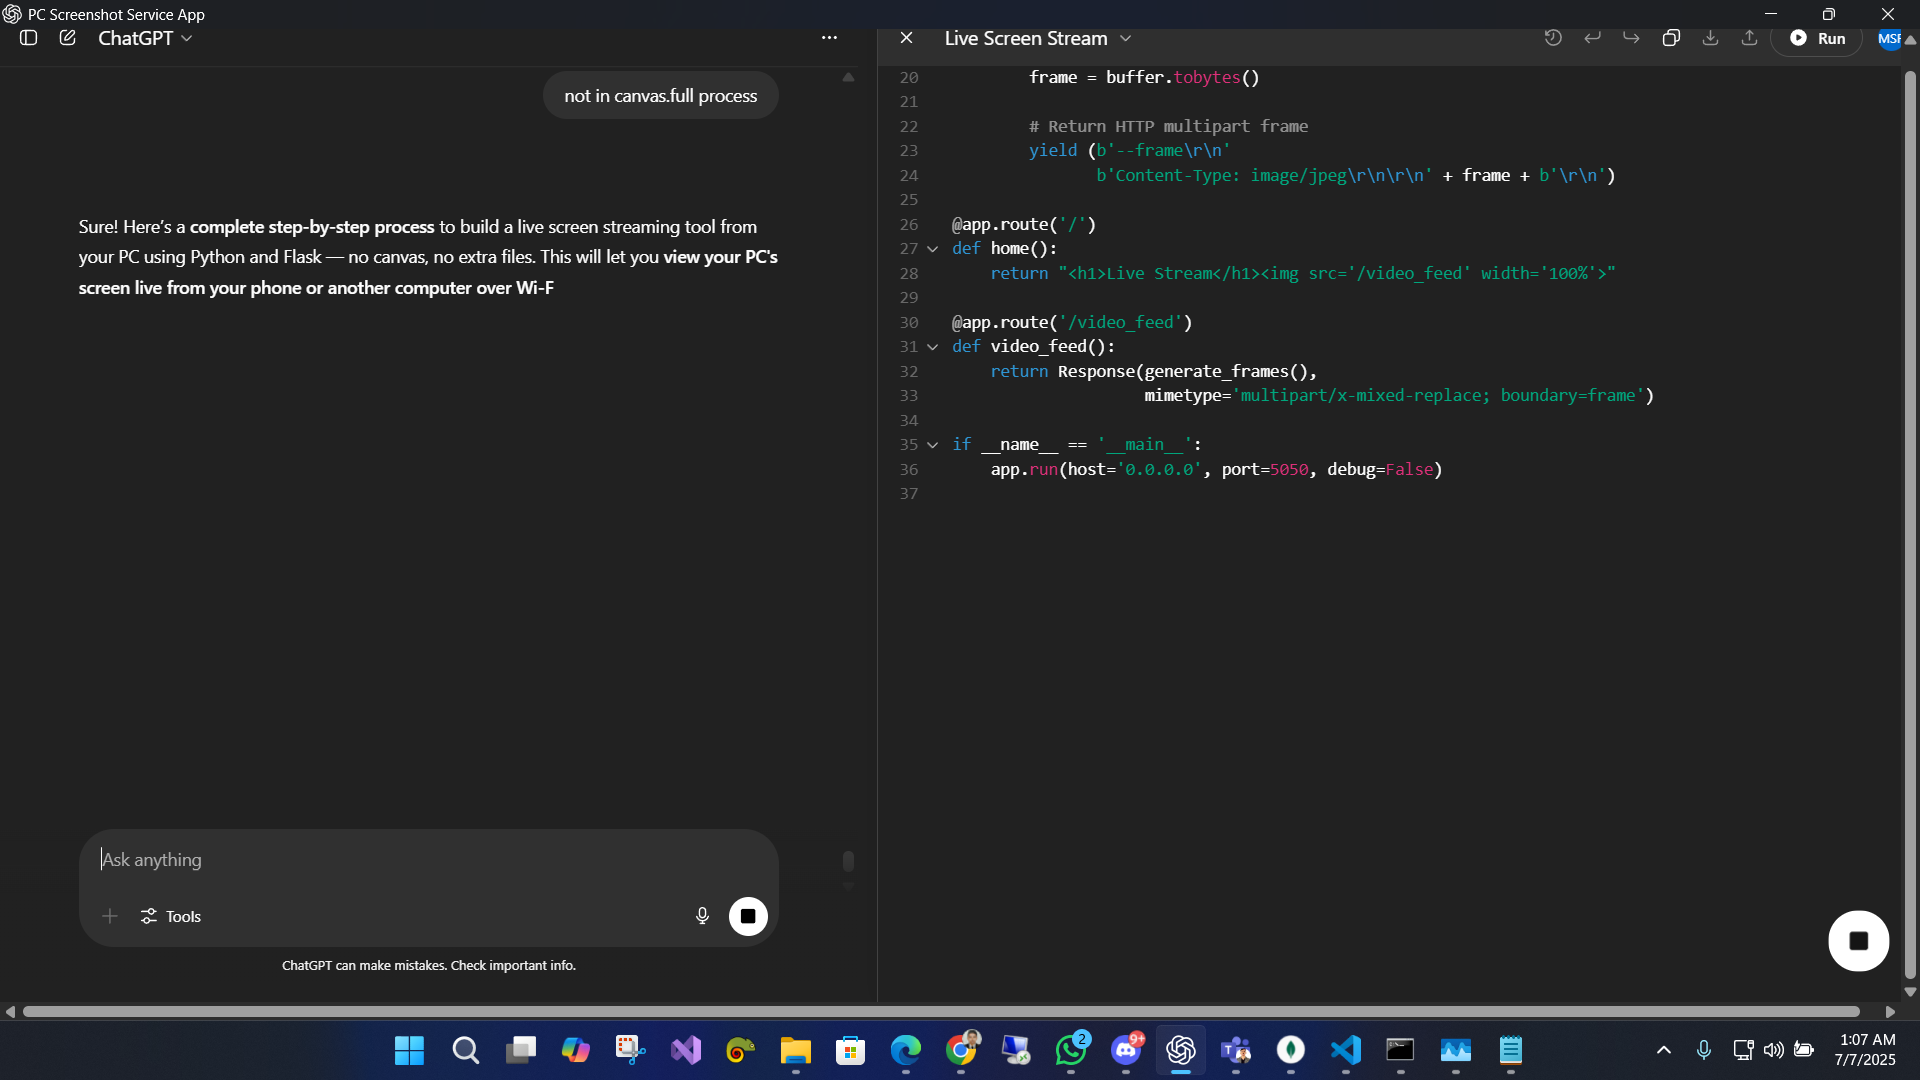 PC Screenshot Service App
ChatGPT
Live Screen Stream
Run
not in canvas.full process
Sure! Here’s a complete step-by-step process to build a live screen streaming tool from
your PC using Python and Flask — no canvas, no extra files. This will let you view your PC's
screen live from your phone or another computer over Wi-F
Ask anything
Tools
ChatGPT can make mistakes. Check important info.
20 frame = buffer.tobytes()
21
22 # Return HTTP multipart frame
23 yield (b'--frame\r\n'
24 b'Content-Type: image/jpeg\r\n\r\n' + frame + b'\r\n')
25
26 @app.route('/')
27 def home():
28 return "<h1>Live Stream</h1><img src='/video_feed' width='100%'>"
29
30 @app.route('/video_feed')
31 def video_feed():
32 return Response(generate_frames(),
33 mimetype='multipart/x-mixed-replace; boundary=frame')
34
35 if __name__ == '__main__':
36 app.run(host='0.0.0.0', port=5050, debug=False)
37
2
9+
1:07 AM
7/7/2025